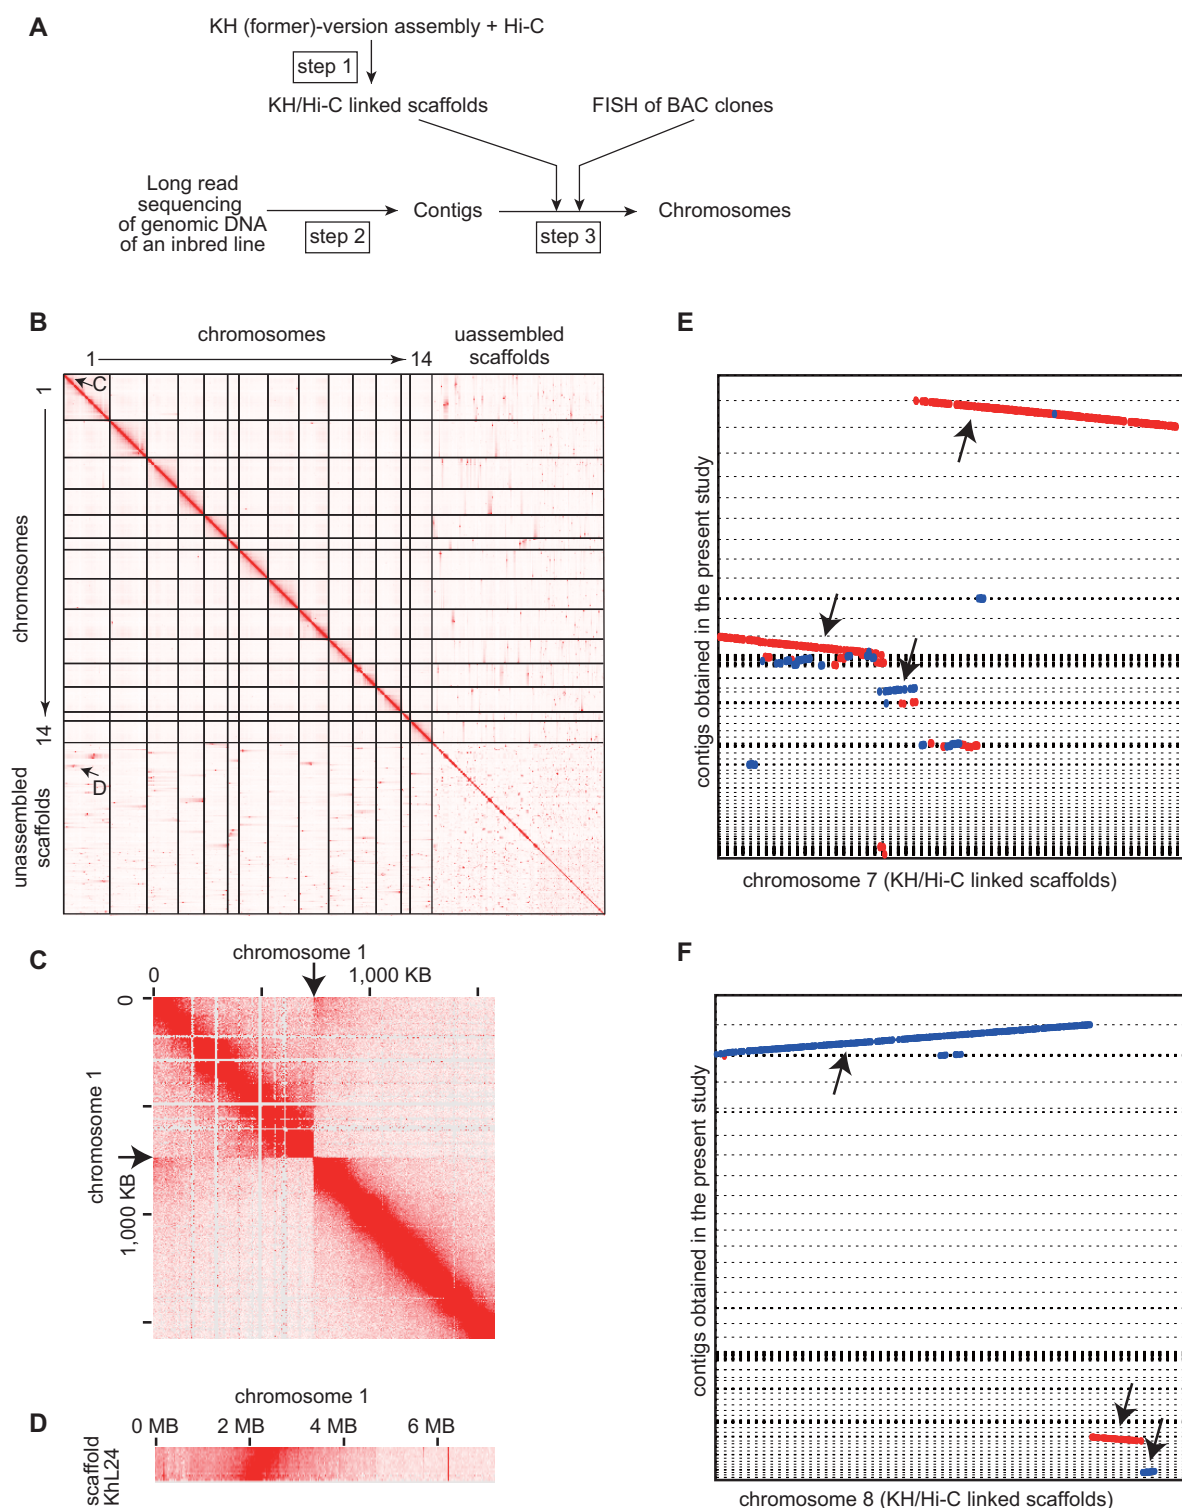 A
KH (former)-version assembly + Hi-C
step 1
KH/Hi-C linked scaffolds
FISH of BAC clones
Long read
sequencing
of genomic DNA
of an inbred line
step 2
Contigs
step 3
Chromosomes
B
chromosomes
1
14
uassembled
scaffolds
1
chromosomes
14
unassembled
scaffolds
C
D
C
chromosome 1
0
1,000 KB
0
chromosome 1
1,000 KB
D
chromosome 1
0 MB
2 MB
4 MB
6 MB
scaffold
KhL24
E
contigs obtained in the present study
chromosome 7 (KH/Hi-C linked scaffolds)
F
contigs obtained in the present study
chromosome 8 (KH/Hi-C linked scaffolds)